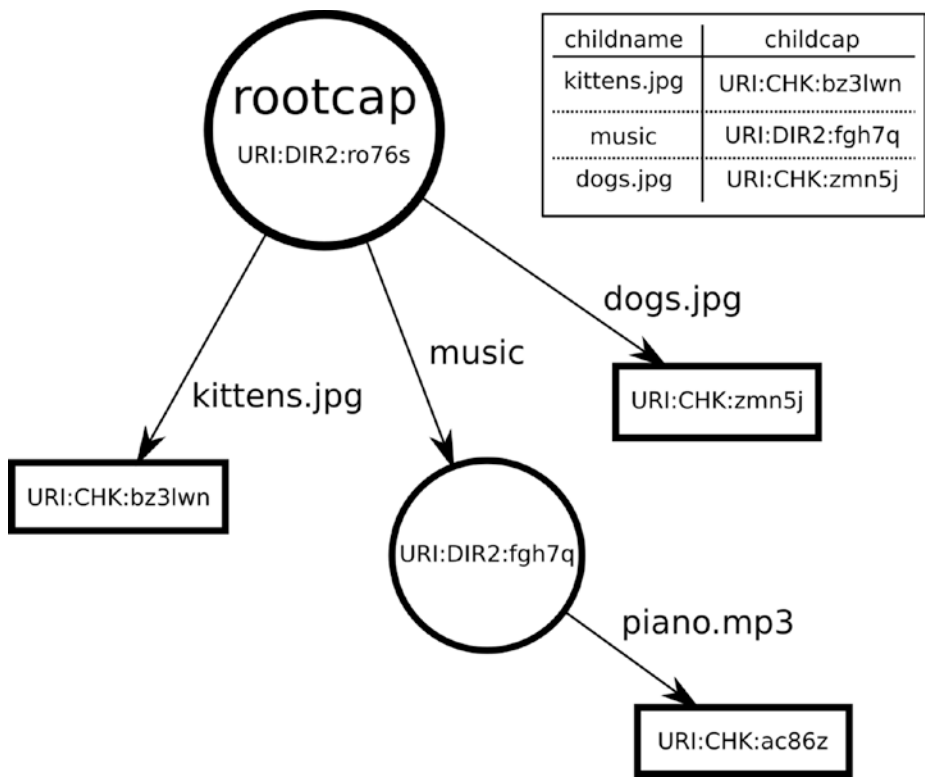 rootcap
URI:DIR2:ro76s
childname childcap
kittens.jpg URI:CHK:bz3lwn
music URI:DIR2:fgh7q
dogs.jpg URI:CHK:zmn5j
dogs.jpg
music
kittens.jpg
URI:CHK:zmn5j
URI:CHK:bz3lwn
URI:DIR2:fgh7q
piano.mp3
URI:CHK:ac86z